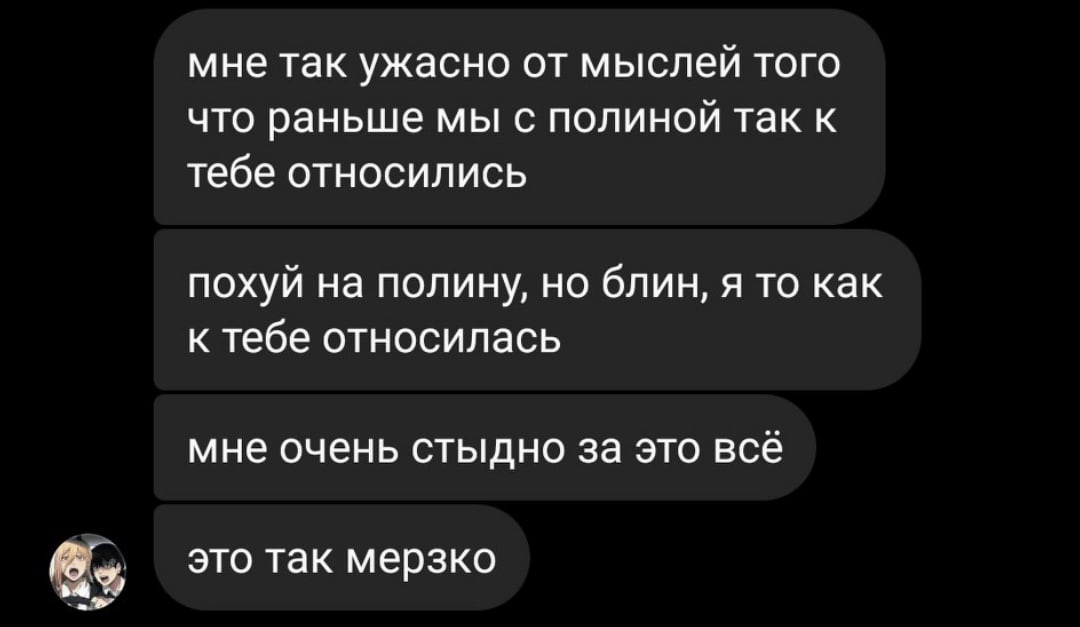 мне так ужасно от мыслей того
что раньше мы с полиной так к
тебе относились
похуй на полину, но блин, я то как
к тебе относилась
мне очень стыдно за это всё
это так мерзко